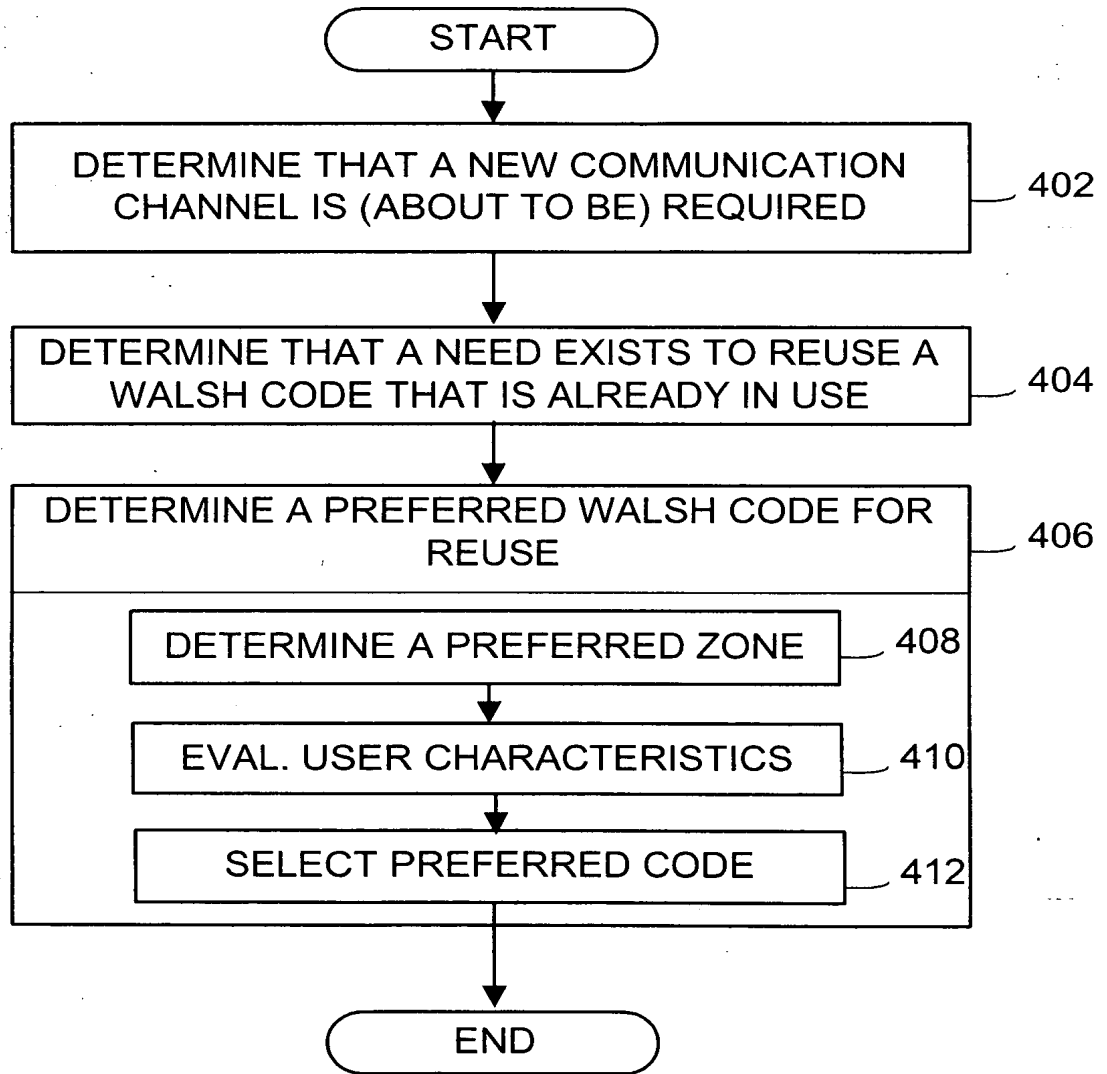 START
DETERMINE THAT A NEW COMMUNICATION
CHANNEL IS (ABOUT TO BE) REQUIRED
402
DETERMINE THAT A NEED EXISTS TO REUSE A
WALSH CODE THAT IS ALREADY IN USE
404
DETERMINE A PREFERRED WALSH CODE FOR
REUSE
406
DETERMINE A PREFERRED ZONE
408
EVAL. USER CHARACTERISTICS
410
SELECT PREFERRED CODE
412
END